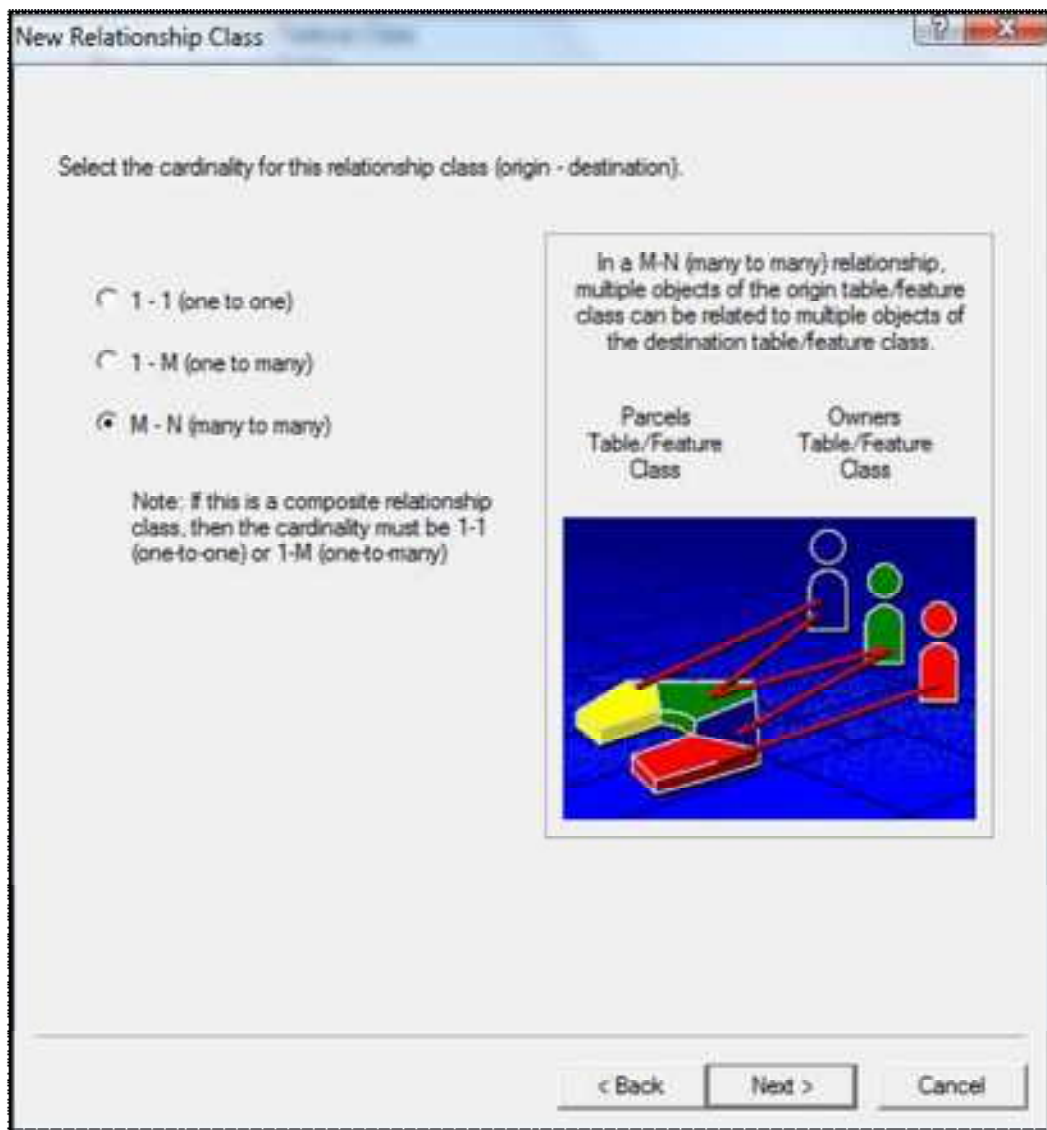 New Relationship Class
Select the cardinality for this relationship class (origin - destination).
1 - 1 (one to one)
1 - M (one to many)
M - N (many to many)
Note: If this is a composite relationship
class, then the cardinality must be 1-1
(one-to-one) or 1-M (one-to-many)
In a M-N (many to many) relationship,
multiple objects of the origin table/feature
class can be related to multiple objects of
the destination table/feature class.
Parcels
Table/Feature
Class
Owners
Table/Feature
Class
< Back
Next >
Cancel